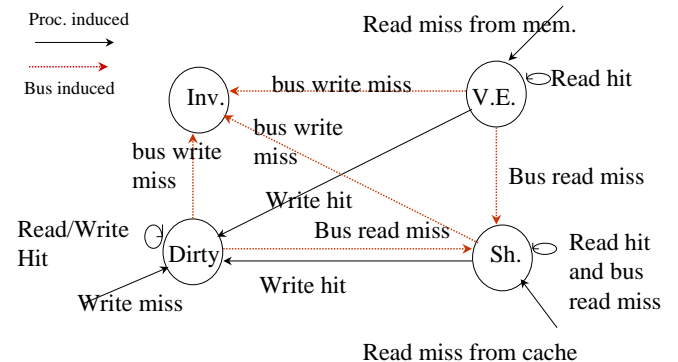 Proc. induced
Bus induced
Read miss from mem.
Inv.
bus write miss
V.E.
Read hit
bus write
miss
bus write
miss
Bus read miss
Write hit
Read/Write
Hit
Dirty
Bus read miss
Sh.
Read hit
and bus
read miss
Write hit
Write miss
Read miss from cache